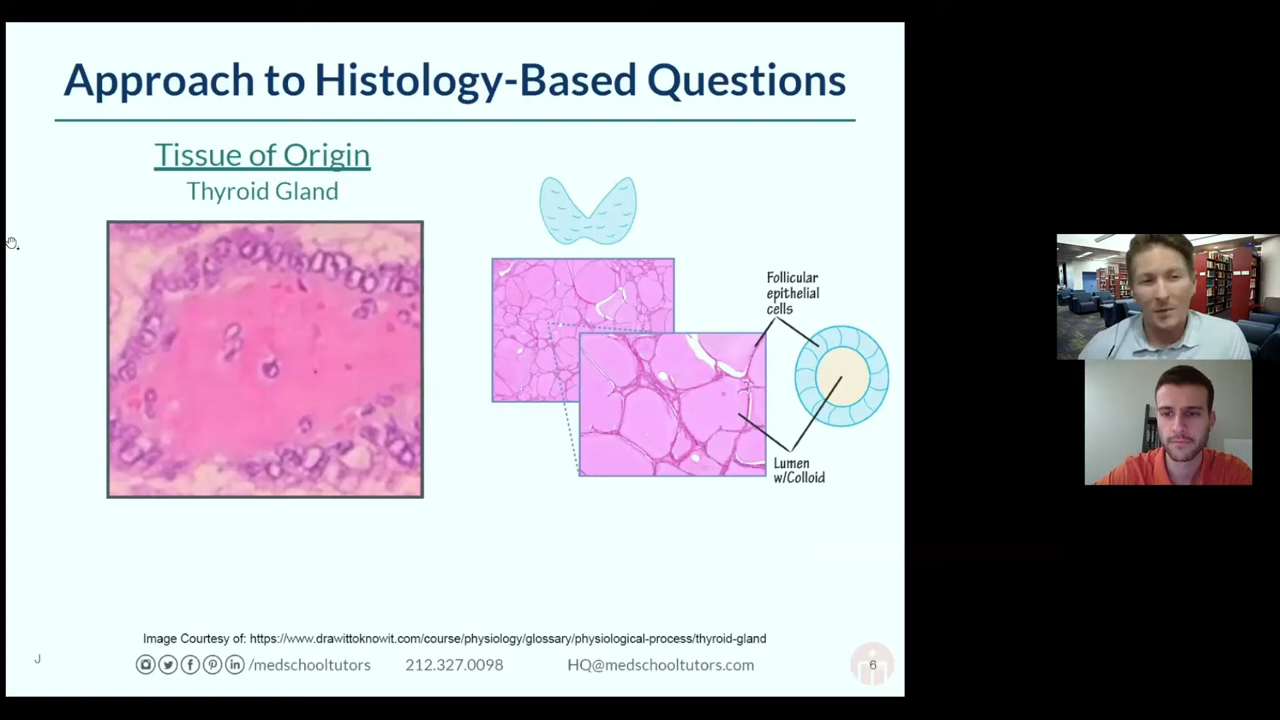 Approach to Histology-Based Questions
Tissue of Origin
Thyroid Gland
Follicular
epithelial
cells
Lumen
w/Colloid
Image Courtesy of: https://www.drawittoknowit.com/course/physiology/glossary/physiological-process/thyroid-gland
J
/medschooltutors 212.327.0098 HQ@medschooltutors.com 6